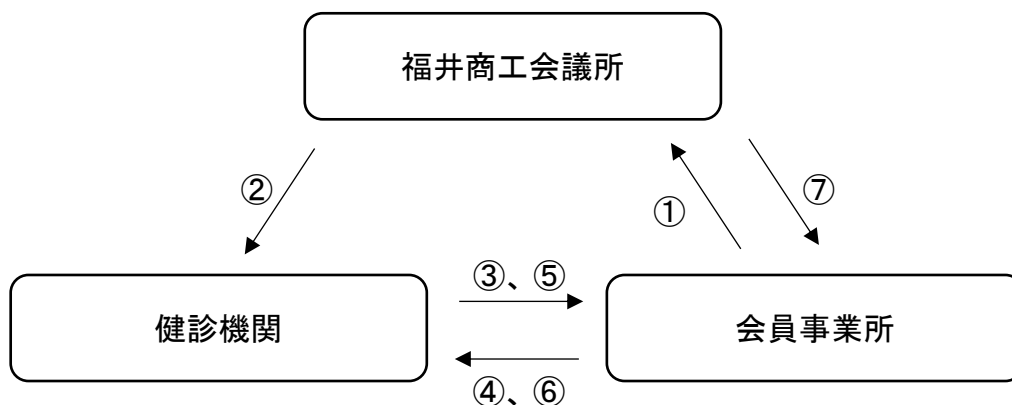 福井商工会議所
②
⑦
①
③、⑤
健診機関
会員事業所
④、⑥